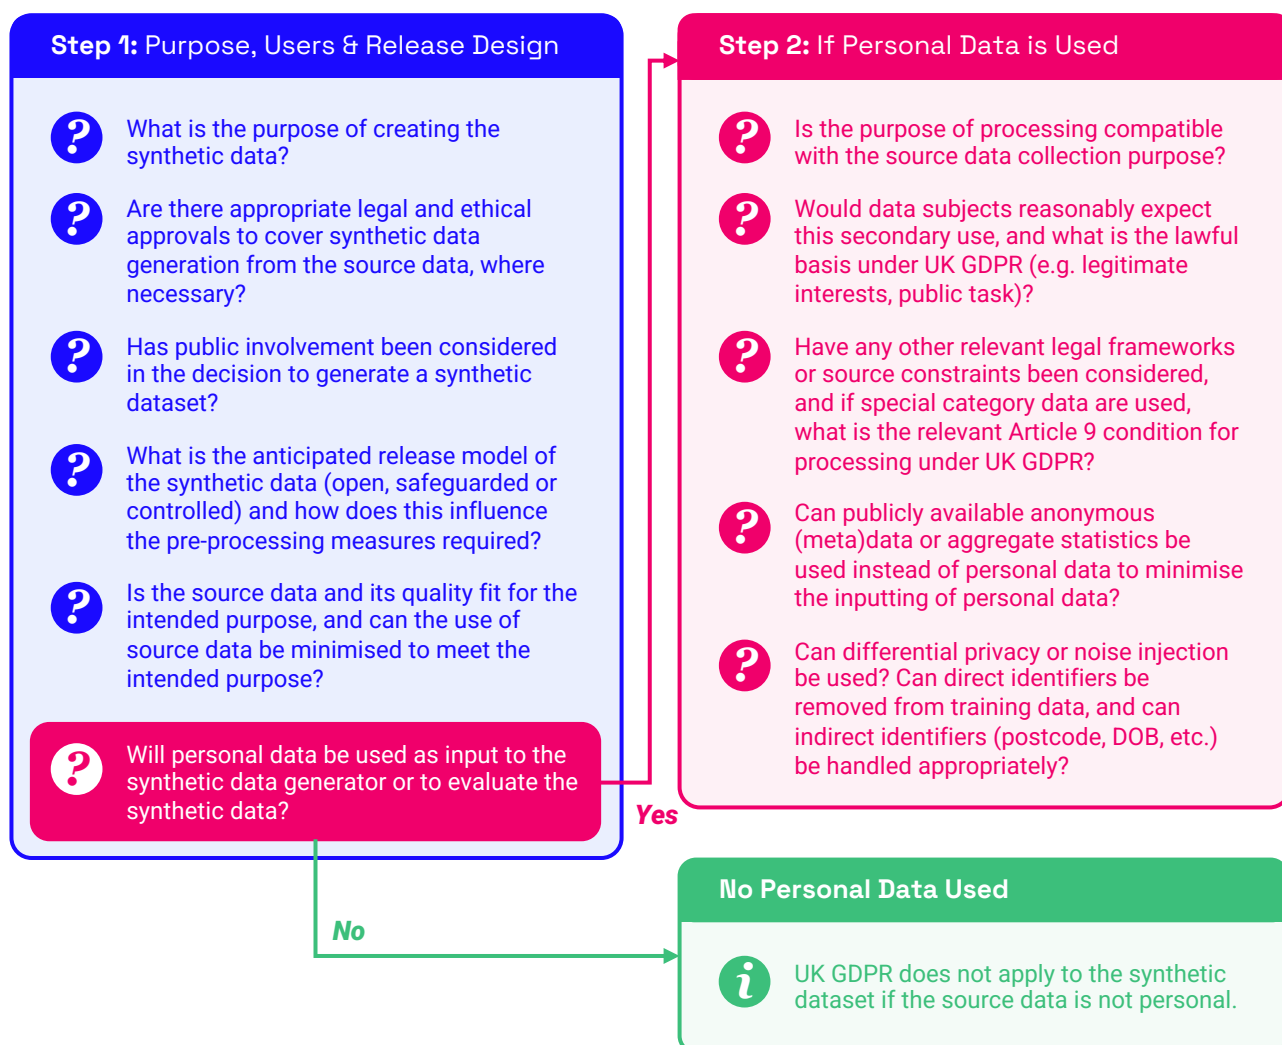 Step 1: Purpose, Users & Release Design
?
What is the purpose of creating the
synthetic data?
?
Are there appropriate legal and ethical
approvals to cover synthetic data
generation from the source data, where
necessary?
?
Has public involvement been considered
in the decision to generate a synthetic
dataset?
?
What is the anticipated release model of
the synthetic data (open, safeguarded or
controlled) and how does this influence
the pre-processing measures required?
?
Is the source data and its quality fit for the
intended purpose, and can the use of
source data be minimised to meet the
intended purpose?
?
Will personal data be used as input to the
synthetic data generator or to evaluate the
synthetic data?
Yes
No
Step 2: If Personal Data is Used
?
Is the purpose of processing compatible
with the source data collection purpose?
?
Would data subjects reasonably expect
this secondary use, and what is the lawful
basis under UK GDPR (e.g. legitimate
interests, public task)?
?
Have any other relevant legal frameworks
or source constraints been considered,
and if special category data are used,
what is the relevant Article 9 condition for
processing under UK GDPR?
?
Can publicly available anonymous
(meta)data or aggregate statistics be
used instead of personal data to minimise
the inputting of personal data?
?
Can differential privacy or noise injection
be used? Can direct identifiers be
removed from training data, and can
indirect identifiers (postcode, DOB, etc.)
be handled appropriately?
No Personal Data Used
i
UK GDPR does not apply to the synthetic
dataset if the source data is not personal.